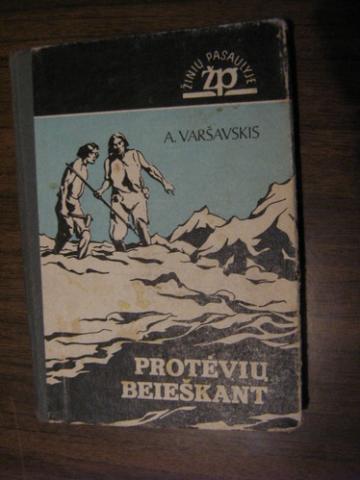 ŽINIŲ PASAULYJE
žp
A. VARŠAVSKIS
PROTĖVIŲ
BEIEŠKANT